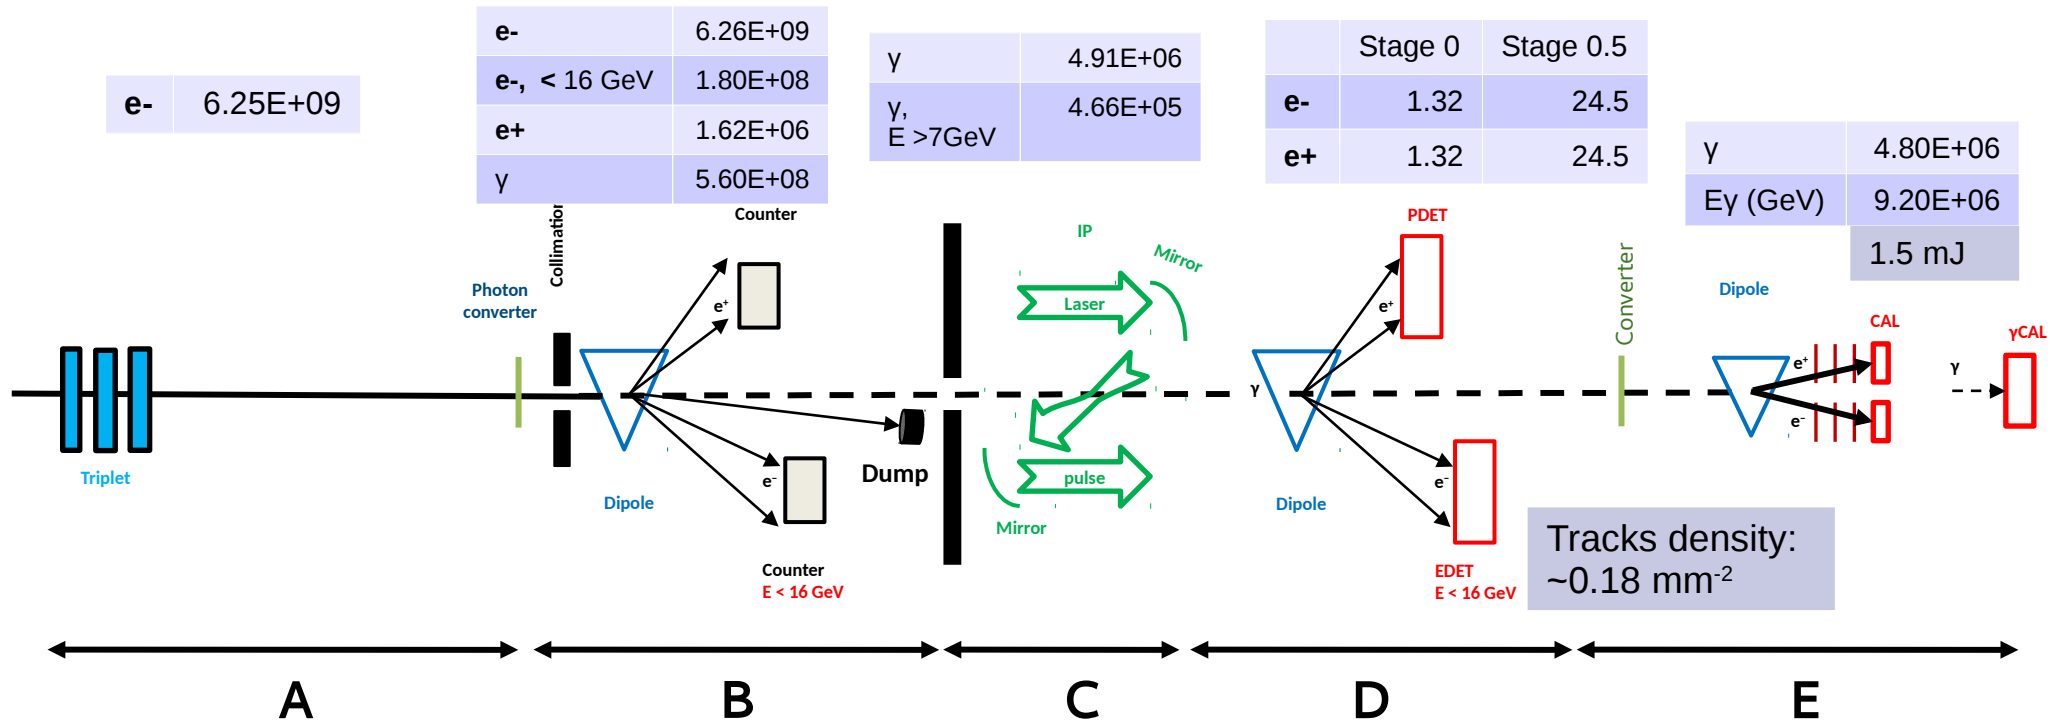 e- 6.25E+09
e- 6.26E+09
e-, < 16 GeV 1.80E+08
e+ 1.62E+06
γ 5.60E+08
γ 4.91E+06
γ, 4.66E+05
E >7GeV
Stage 0 Stage 0.5
e- 1.32 24.5
e+ 1.32 24.5
γ 4.80E+06
Eγ (GeV) 9.20E+06
1.5 mJ
Collimation
Counter
Photon
converter
e⁺
e⁻
Triplet
Dipole
Dump
Counter
E < 16 GeV
IP
Mirror
Laser
pulse
Mirror
PDET
γ
e⁺
e⁻
Dipole
EDET
E < 16 GeV
Converter
Dipole
CAL
γCAL
e⁺
e⁻
γ
Tracks density:
~0.18 mm⁻²
A B C D E